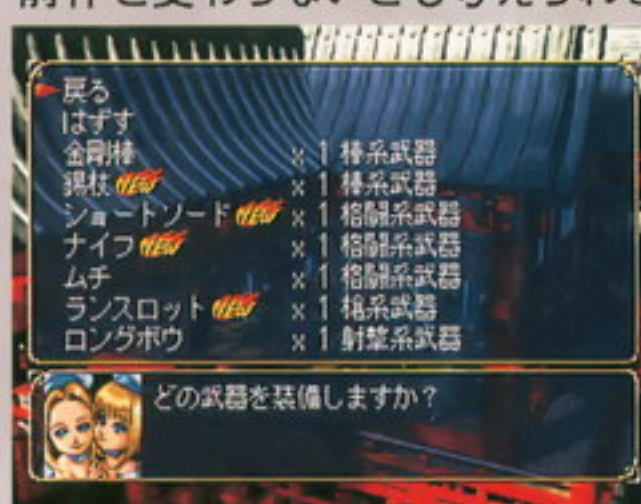 戻る
はずす
金剛棒 × 1 棒系武器
錫杖 NEW × 1 棒系武器
ショートソード NEW × 1 格闘系武器
ナイフ NEW × 1 格闘系武器
ムチ × 1 格闘系武器
ランスロット NEW × 1 槍系武器
ロングボウ × 1 射撃系武器
どの武器を装備しますか？